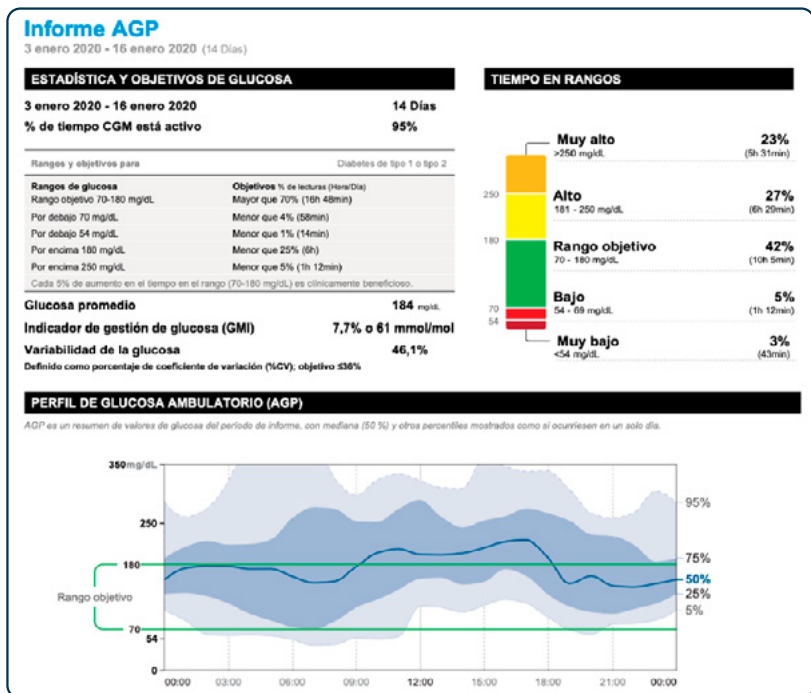 Informe AGP
3 enero 2020 - 16 enero 2020 (14 Días)
ESTADÍSTICA Y OBJETIVOS DE GLUCOSA
3 enero 2020 - 16 enero 2020 14 Días
% de tiempo CGM está activo 95%
Rangos y objetivos para Diabetes de tipo 1 o tipo 2
Rangos de glucosa Objetivos % de lecturas (Hora/Día)
Rango objetivo 70-180 mg/dL Mayor que 70% (16h 48min)
Por debajo 70 mg/dL Menor que 4% (58min)
Por debajo 54 mg/dL Menor que 1% (14min)
Por encima 180 mg/dL Menor que 25% (6h)
Por encima 250 mg/dL Menor que 5% (1h 12min)
Cada 5% de aumento en el tiempo en el rango (70-180 mg/dL) es clínicamente beneficioso.
Glucosa promedio 184 mg/dL
Indicador de gestión de glucosa (GMI) 7,7% o 61 mmol/mol
Variabilidad de la glucosa 46,1%
Definido como porcentaje de coeficiente de variación (%CV); objetivo ≤36%
TIEMPO EN RANGOS
Muy alto 23%
>250 mg/dL (5h 31min)
250
Alto 27%
181 - 250 mg/dL (6h 29min)
180
Rango objetivo 42%
70 - 180 mg/dL (10h 5min)
70
Bajo 5%
54 - 69 mg/dL (1h 12min)
54
Muy bajo 3%
<54 mg/dL (43min)
PERFIL DE GLUCOSA AMBULATORIO (AGP)
AGP es un resumen de valores de glucosa del período de informe, con mediana (50 %) y otros percentiles mostrados como si ocurriesen en un solo día.
350 mg/dL
95%
250
75%
180
50%
Rango objetivo
25%
5%
70
54
0
00:00 03:00 06:00 09:00 12:00 15:00 18:00 21:00 00:00